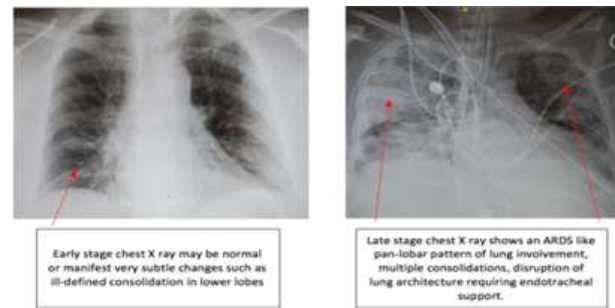 Early stage chest X ray may be normal
or manifest very subtle changes such as
ill-defined consolidation in lower lobes
Late stage chest X ray shows an ARDS like
pan-lobar pattern of lung involvement,
multiple consolidations, disruption of
lung architecture requiring endotracheal
support.